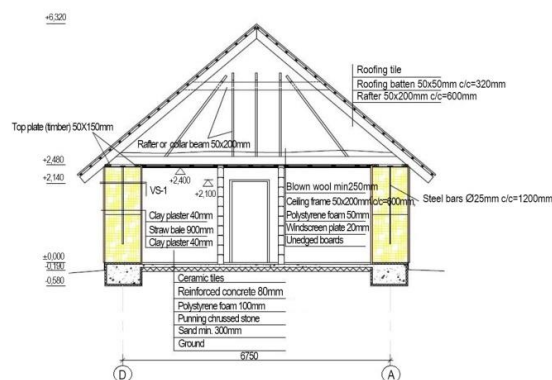 +6,320
Roofing tile
Roofing batten 50x50mm c/c=320mm
Rafter 50x200mm c/c=600mm
Top plate (timber) 50X150mm
Rafter or collar beam 50x200mm
+2,480
+2,140
+2,400
+2,100
VS-1
Blown wool min250mm
Ceiling frame 50x200mm c/c=600mm
Polystyrene foam 50mm
Windscreen plate 20mm
Unedged boards
Steel bars Ø25mm c/c=1200mm
Clay plaster 40mm
Straw bale 900mm
Clay plaster 40mm
±0,000
-0,190
-0,580
Ceramic tiles
Reinforced concrete 80mm
Polystyrene foam 100mm
Punning chrussed stone
Sand min. 300mm
Ground
6750
D
A